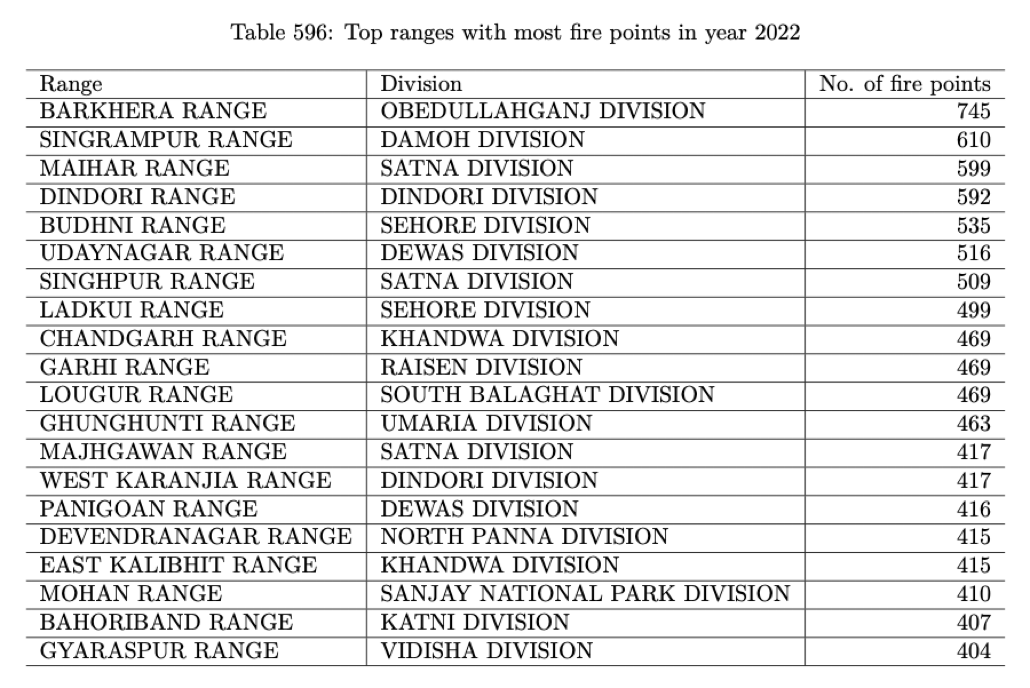 Table 596: Top ranges with most fire points in year 2022
Range Division No. of fire points
BARKHERA RANGE OBEDULLAHGANJ DIVISION 745
SINGRAMPUR RANGE DAMOH DIVISION 610
MAIHAR RANGE SATNA DIVISION 599
DINDORI RANGE DINDORI DIVISION 592
BUDHNI RANGE SEHORE DIVISION 535
UDAYNAGAR RANGE DEWAS DIVISION 516
SINGHPUR RANGE SATNA DIVISION 509
LADKUI RANGE SEHORE DIVISION 499
CHANDGARH RANGE KHANDWA DIVISION 469
GARHI RANGE RAISEN DIVISION 469
LOUGUR RANGE SOUTH BALAGHAT DIVISION 469
GHUNGHUNTI RANGE UMARIA DIVISION 463
MAJHGAWAN RANGE SATNA DIVISION 417
WEST KARANJIA RANGE DINDORI DIVISION 417
PANIGOAN RANGE DEWAS DIVISION 416
DEVENDRANAGAR RANGE NORTH PANNA DIVISION 415
EAST KALIBHIT RANGE KHANDWA DIVISION 415
MOHAN RANGE SANJAY NATIONAL PARK DIVISION 410
BAHORIBAND RANGE KATNI DIVISION 407
GYARASPUR RANGE VIDISHA DIVISION 404